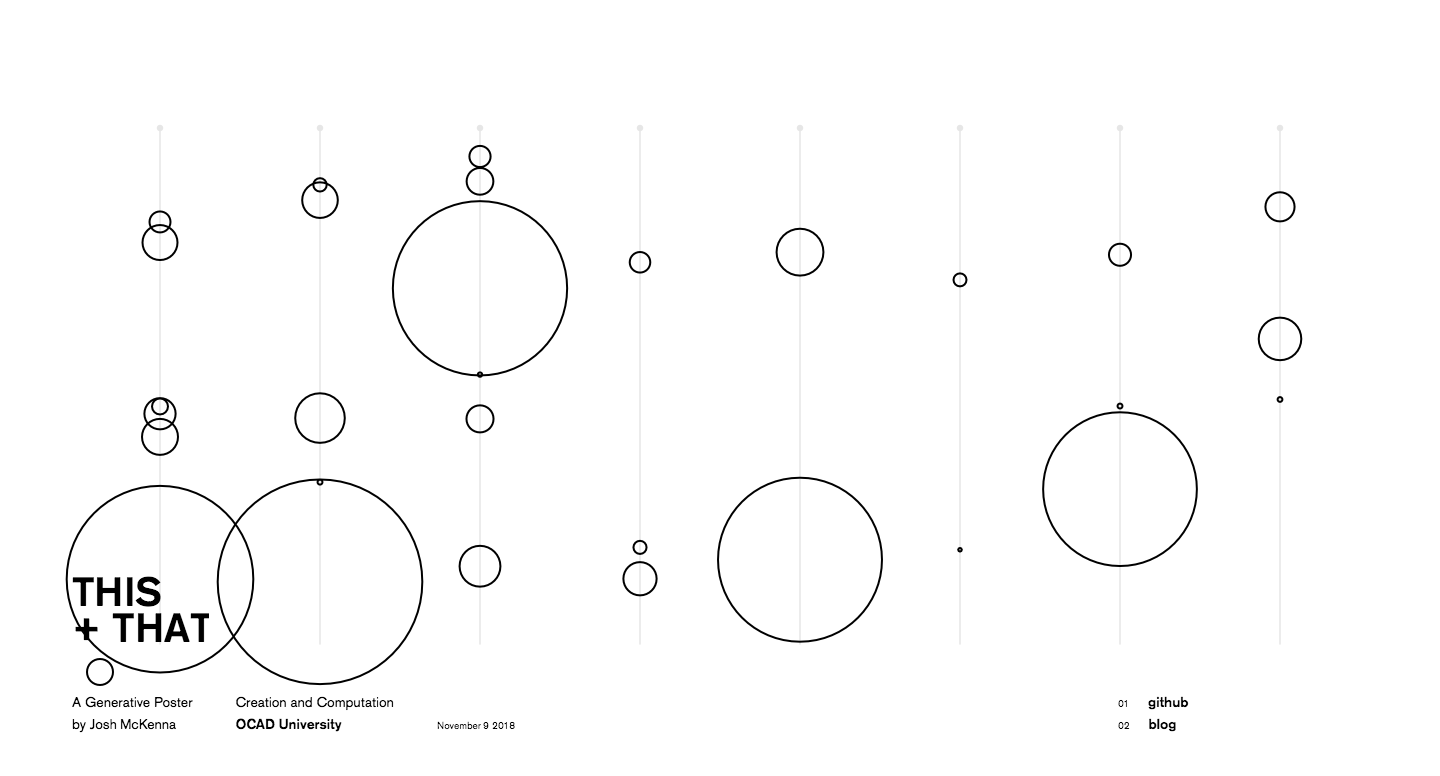 THIS
+ THAT
A Generative Poster
by Josh McKenna
Creation and Computation
OCAD University
November 9 2018
01 github
02 blog